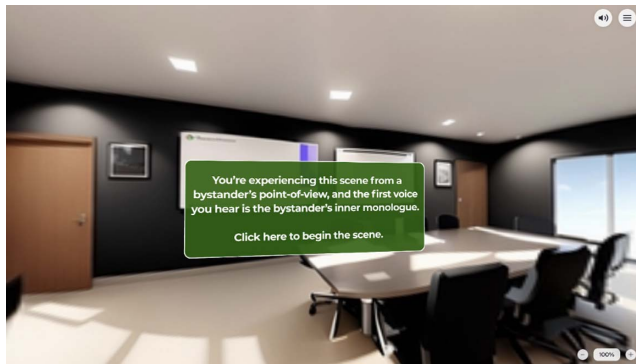 You're experiencing this scene from a
bystander's point-of-view, and the first voice
you hear is the bystander's inner monologue.
Click here to begin the scene.
100%